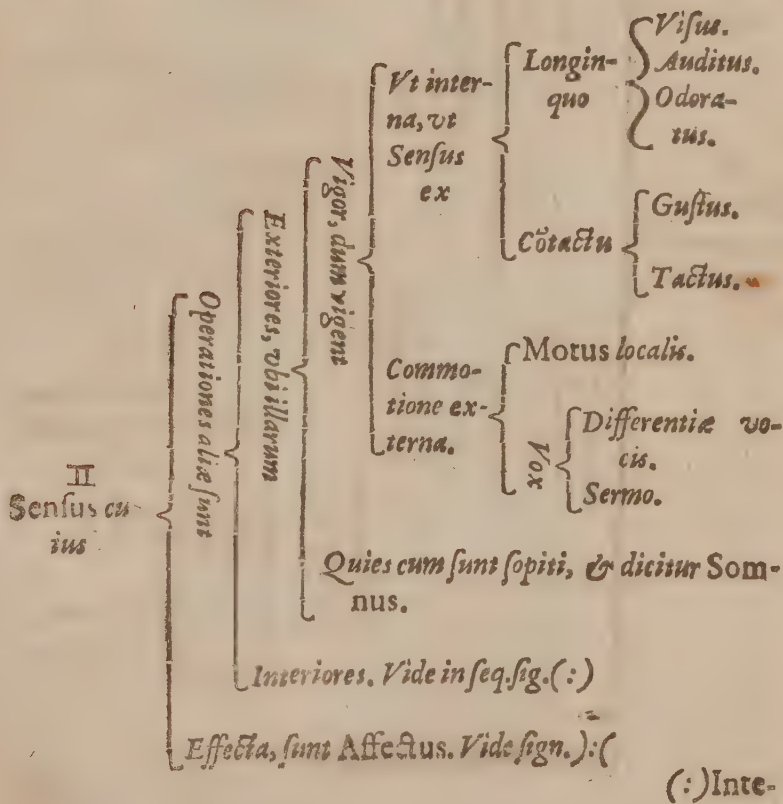 II
Senſus cu
ius
Operationes aliæ ſunt
Exteriores, vbi illarum
Vigor, dum vigent
Vt inter-
na, vt
Senſus
ex
Longin-
quo
Viſus.
Auditus.
Odora-
tus.
Cõtactu
Guſtus.
Tactus.
Commo-
tione ex-
terna.
Motus localis.
Vox
Differentiæ vo-
cis.
Sermo.
Quies cum ſunt ſopiti, & dicitur Som-
nus.
Interiores. Vide in ſeq. ſig. (:)
Effecta, ſunt Affectus. Vide ſign. ):(
(:) Inte-